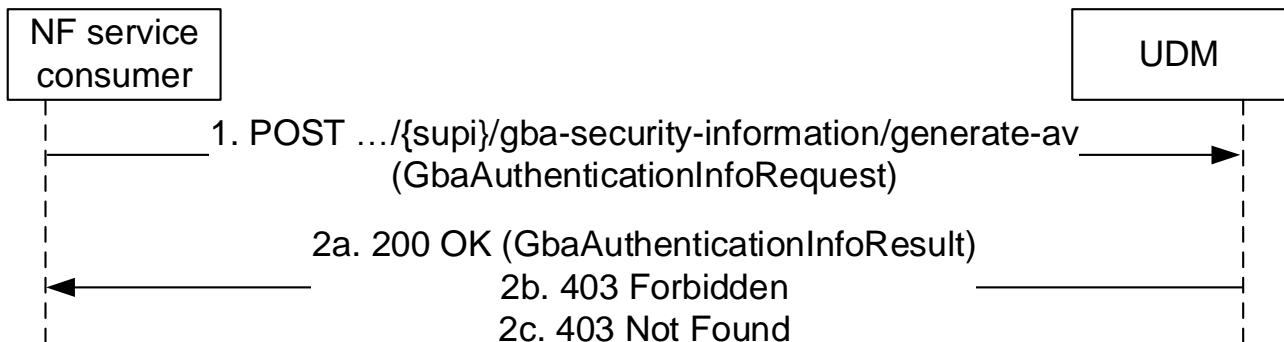 NF service
consumer
UDM
1. POST …/{supi}/gba-security-information/generate-av
(GbaAuthenticationInfoRequest)
2a. 200 OK (GbaAuthenticationInfoResult)
2b. 403 Forbidden
2c. 403 Not Found